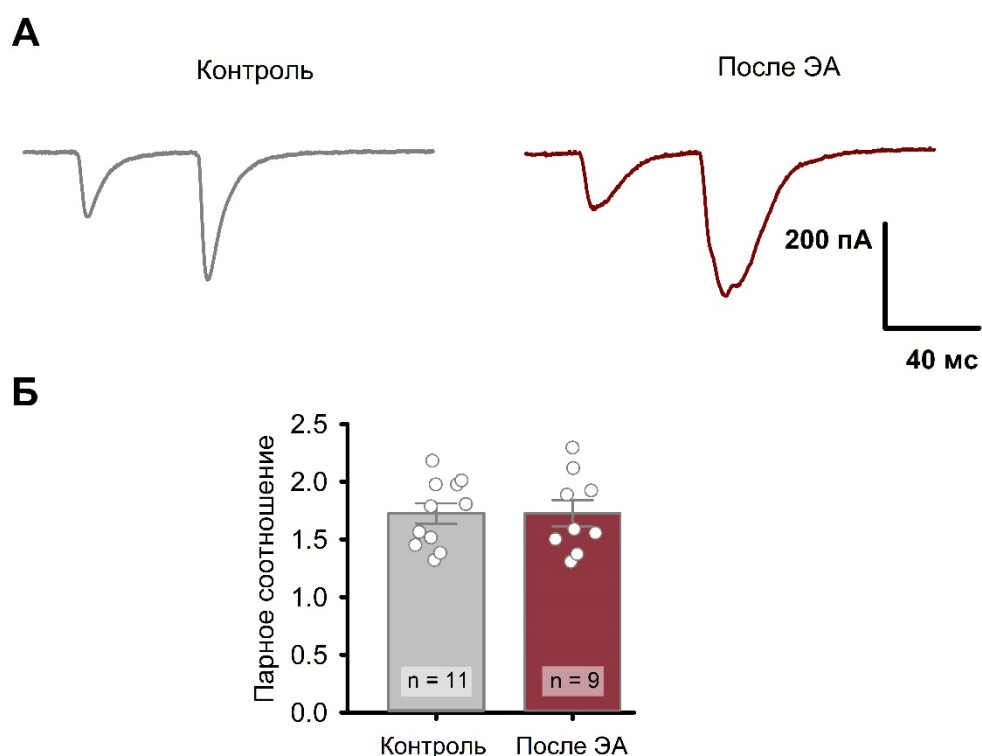 А
Контроль
После ЭА
200 пА
40 мс
Б
Парное соотношение
2.5
2.0
1.5
1.0
0.5
0.0
n = 11
n = 9
Контроль
После ЭА